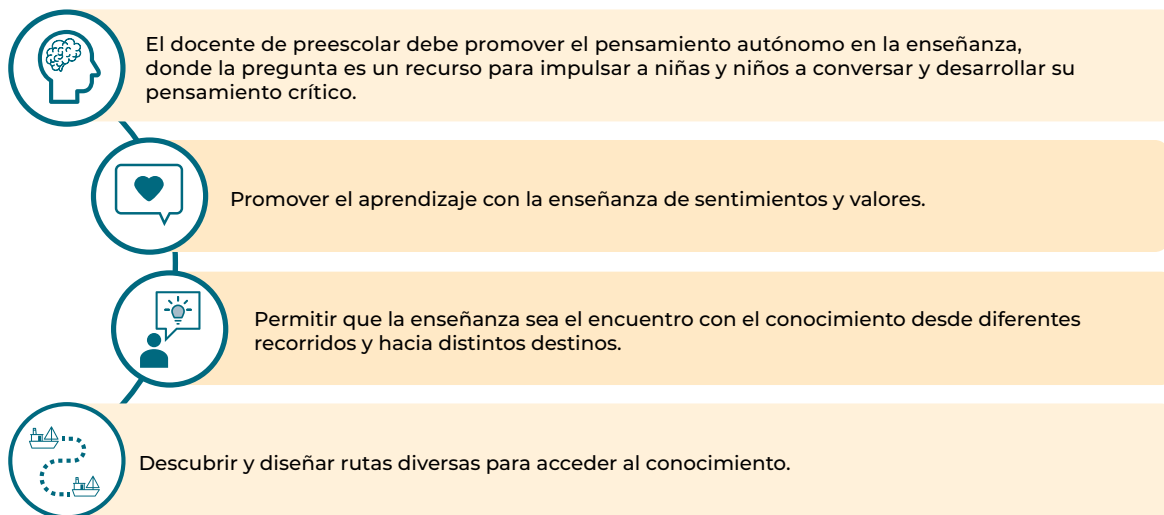 El docente de preescolar debe promover el pensamiento autónomo en la enseñanza,
donde la pregunta es un recurso para impulsar a niñas y niños a conversar y desarrollar su
pensamiento crítico.
Promover el aprendizaje con la enseñanza de sentimientos y valores.
Permitir que la enseñanza sea el encuentro con el conocimiento desde diferentes
recorridos y hacia distintos destinos.
Descubrir y diseñar rutas diversas para acceder al conocimiento.